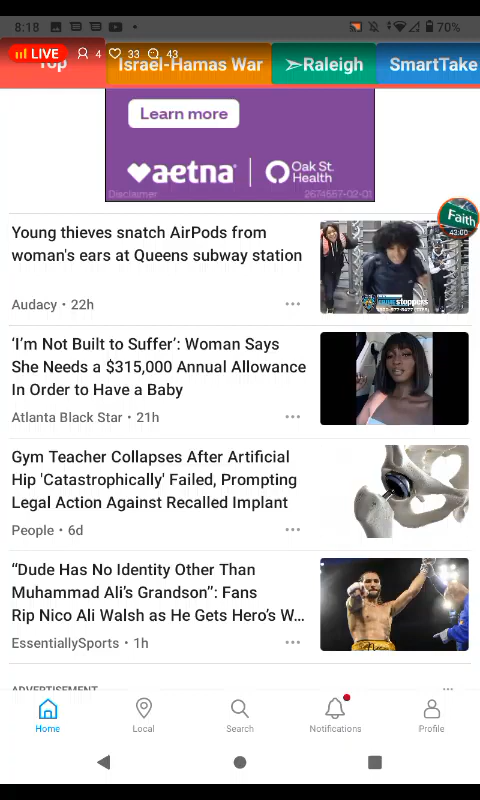 8:18
70%
LIVE 4 33 43
Top Israel-Hamas War Raleigh SmartTake
Learn more
aetna Oak St.
Health
Disclaimer 2674557-02-01
Faith
43:00
Young thieves snatch AirPods from
woman's ears at Queens subway station
Audacy • 22h
‘I’m Not Built to Suffer’: Woman Says
She Needs a $315,000 Annual Allowance
In Order to Have a Baby
Atlanta Black Star • 21h
Gym Teacher Collapses After Artificial
Hip 'Catastrophically' Failed, Prompting
Legal Action Against Recalled Implant
People • 6d
“Dude Has No Identity Other Than
Muhammad Ali’s Grandson”: Fans
Rip Nico Ali Walsh as He Gets Hero’s W...
EssentiallySports • 1h
ADVERTISEMENT
Home Local Search Notifications Profile